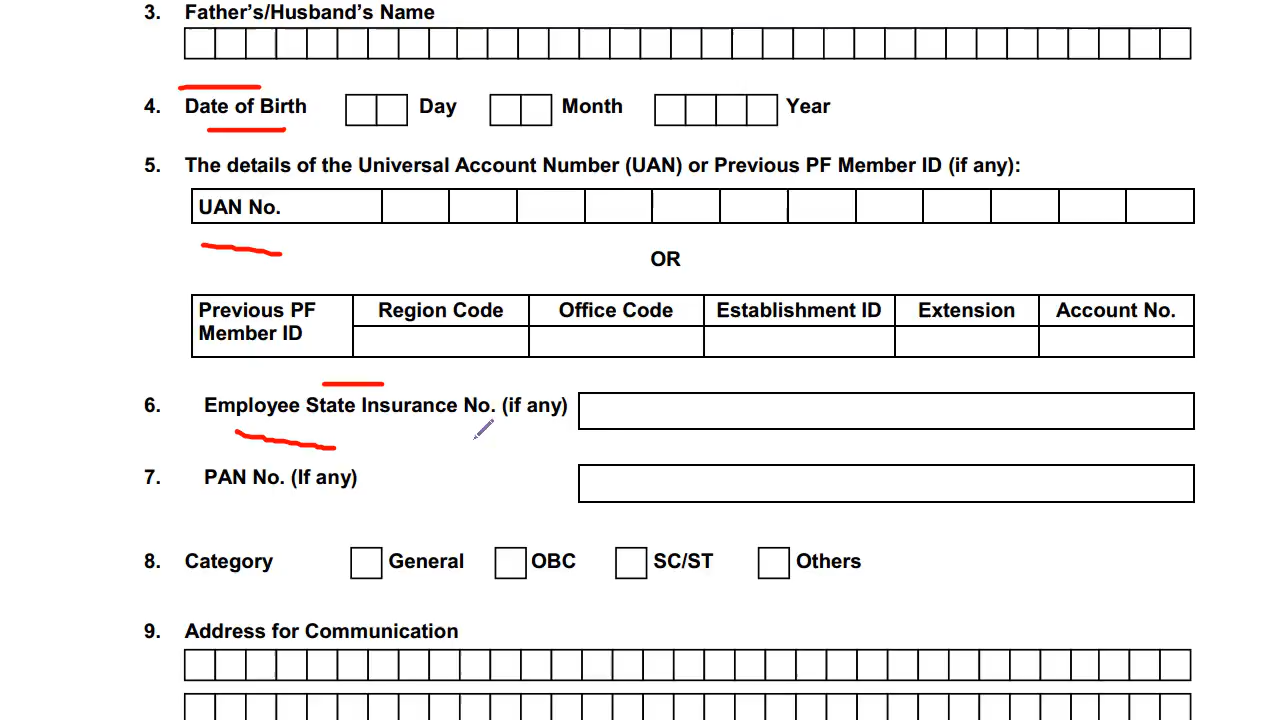 3. Father’s/Husband’s Name
4. Date of Birth Day Month Year
5. The details of the Universal Account Number (UAN) or Previous PF Member ID (if any):
UAN No.
OR
Previous PF Member ID Region Code Office Code Establishment ID Extension Account No.
6. Employee State Insurance No. (if any)
7. PAN No. (If any)
8. Category General OBC SC/ST Others
9. Address for Communication